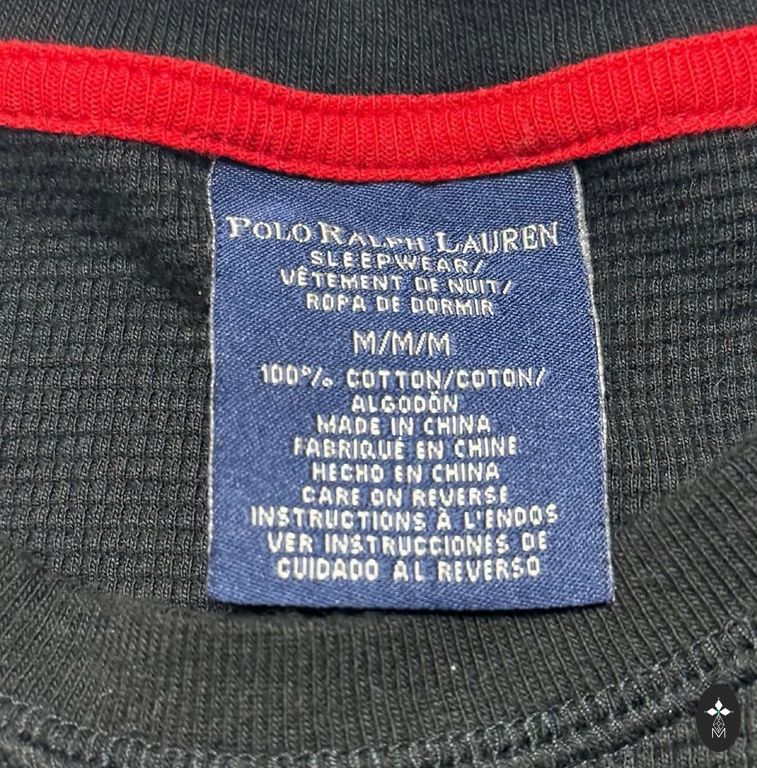 POLO RALPH LAUREN
SLEEPWEAR/
VÊTEMENT DE NUIT/
ROPA DE DORMIR
M/M/M
100% COTTON/COTON/
ALGODÓN
MADE IN CHINA
FABRIQUÉ EN CHINE
HECHO EN CHINA
CARE ON REVERSE
INSTRUCTIONS À L'ENDOS
VER INSTRUCCIONES DE
CUIDADO AL REVERSO
M